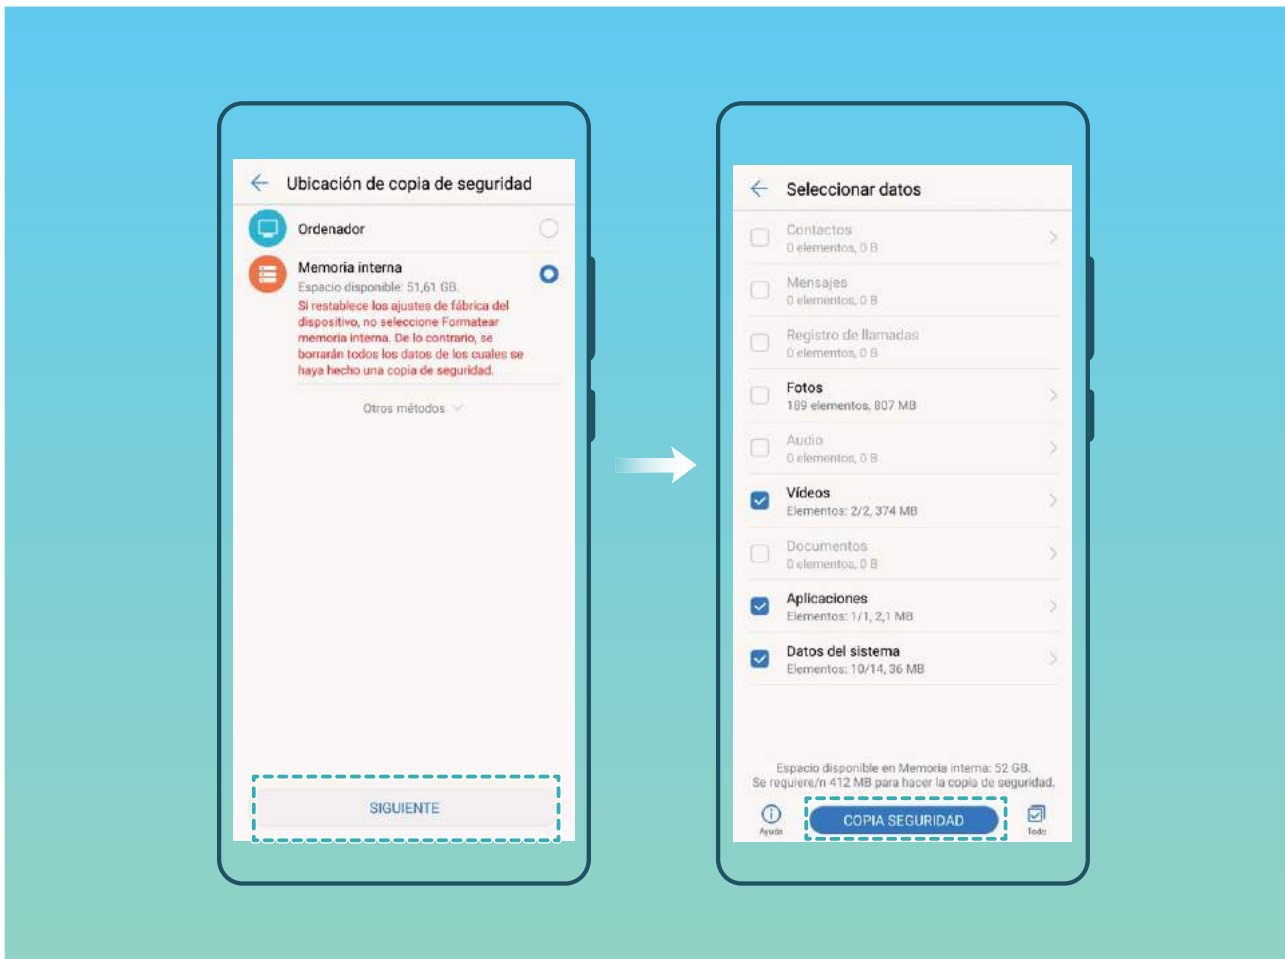 Ubicación de copia de seguridad
Ordenador
Memoria interna
Espacio disponible: 51,61 GB.
Si restablece los ajustes de fábrica del
dispositivo, no seleccione Formatear
memoria interna. De lo contrario, se
borrarán todos los datos de los cuales se
haya hecho una copia de seguridad.
Otros métodos
SIGUIENTE
Seleccionar datos
Contactos
0 elementos, 0 B
Mensajes
0 elementos, 0 B
Registro de llamadas
0 elementos, 0 B
Fotos
189 elementos, 807 MB
Audio
0 elementos, 0 B
Vídeos
Elementos: 2/2, 374 MB
Documentos
0 elementos, 0 B
Aplicaciones
Elementos: 1/1, 2,1 MB
Datos del sistema
Elementos: 10/14, 36 MB
Espacio disponible en Memoria interna: 52 GB.
Se requiere/n 412 MB para hacer la copia de seguridad.
Ayuda
COPIA SEGURIDAD
Todo